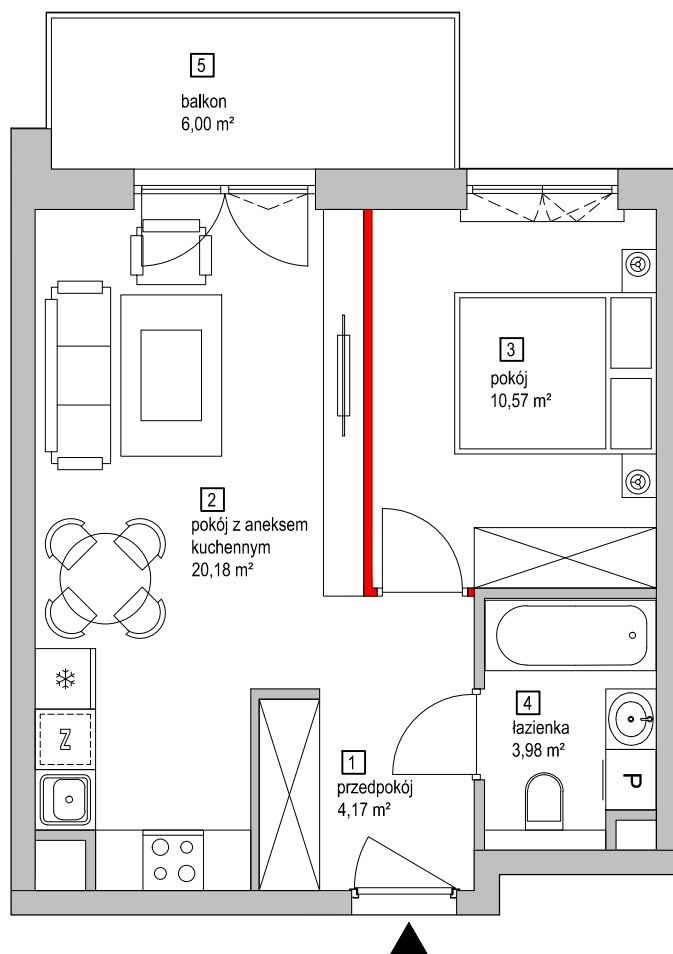 5
balkon
6,00 m²
3
pokój
10,57 m²
2
pokój z aneksem
kuchennym
20,18 m²
4
łazienka
3,98 m²
Z
1
przedpokój
4,17 m²
P